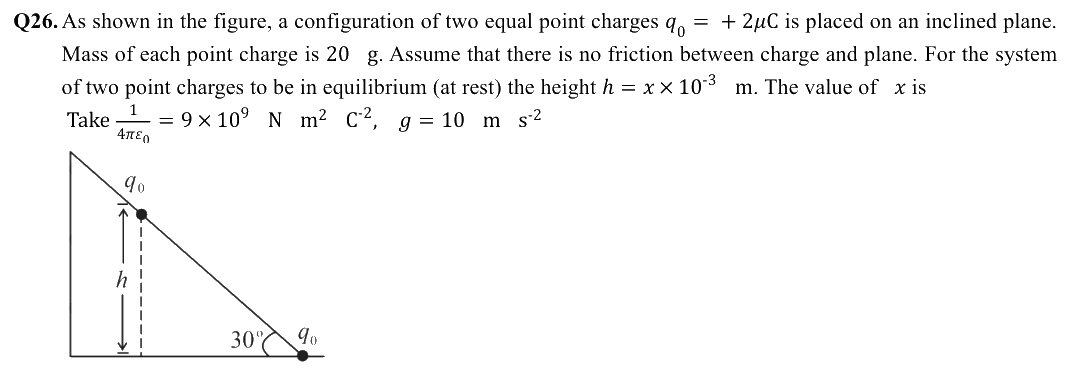 Q26. As shown in the figure, a configuration of two equal point charges q₀ = + 2μC is placed on an inclined plane.
Mass of each point charge is 20 g. Assume that there is no friction between charge and plane. For the system
of two point charges to be in equilibrium (at rest) the height h = x × 10⁻³ m. The value of x is
Take 1/4πε₀ = 9 × 10⁹ N m² C⁻², g = 10 m s⁻²
q₀
h
30° q₀